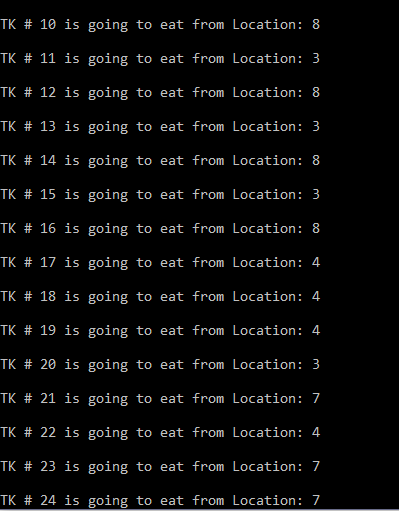 TK # 10 is going to eat from Location: 8
TK # 11 is going to eat from Location: 3
TK # 12 is going to eat from Location: 8
TK # 13 is going to eat from Location: 3
TK # 14 is going to eat from Location: 8
TK # 15 is going to eat from Location: 3
TK # 16 is going to eat from Location: 8
TK # 17 is going to eat from Location: 4
TK # 18 is going to eat from Location: 4
TK # 19 is going to eat from Location: 4
TK # 20 is going to eat from Location: 3
TK # 21 is going to eat from Location: 7
TK # 22 is going to eat from Location: 4
TK # 23 is going to eat from Location: 7
TK # 24 is going to eat from Location: 7